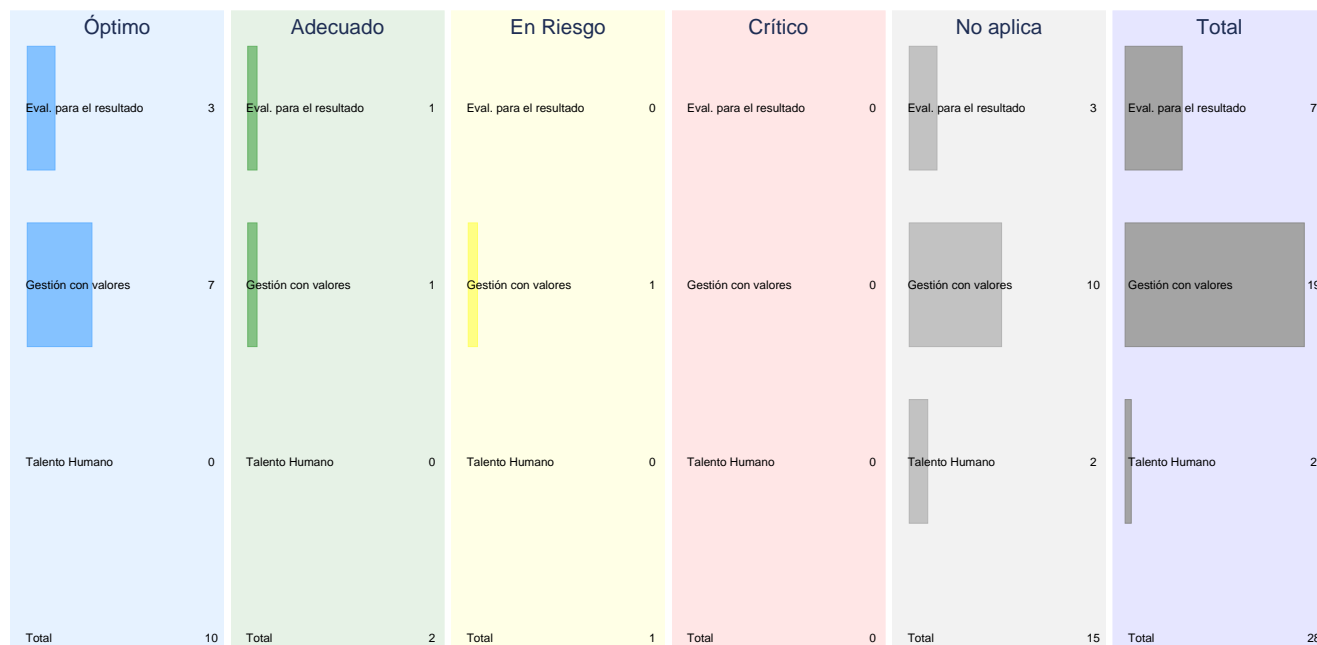 Óptimo Adecuado En Riesgo Crítico No aplica Total
Eval. para el resultado 3 Eval. para el resultado 1 Eval. para el resultado 0 Eval. para el resultado 0 Eval. para el resultado 3 Eval. para el resultado 7
Gestión con valores 7 Gestión con valores 1 Gestión con valores 1 Gestión con valores 0 Gestión con valores 10 Gestión con valores 19
Talento Humano 0 Talento Humano 0 Talento Humano 0 Talento Humano 0 Talento Humano 2 Talento Humano 2
Total 10 Total 2 Total 1 Total 0 Total 15 Total 28